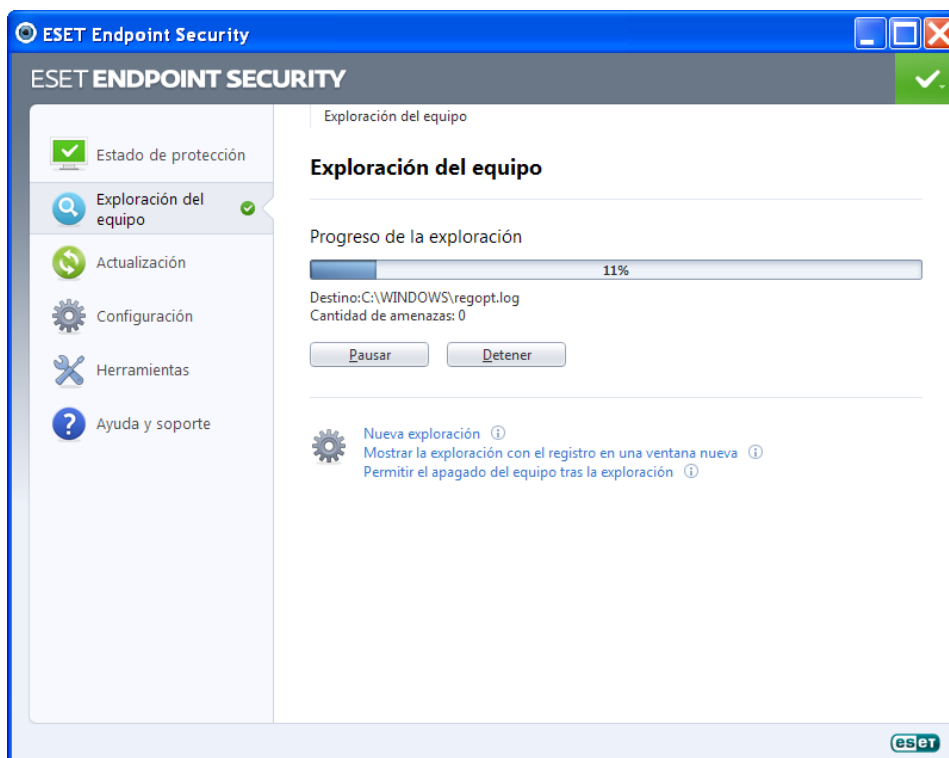 ESET Endpoint Security
ESET ENDPOINT SECURITY
Exploración del equipo
Estado de protección
Exploración del
equipo
Actualización
Configuración
Herramientas
Ayuda y soporte
Exploración del equipo
Progreso de la exploración
11%
Destino:C:\WINDOWS\regopt.log
Cantidad de amenazas: 0
Pausar Detener
Nueva exploración
Mostrar la exploración con el registro en una ventana nueva
Permitir el apagado del equipo tras la exploración
eseT